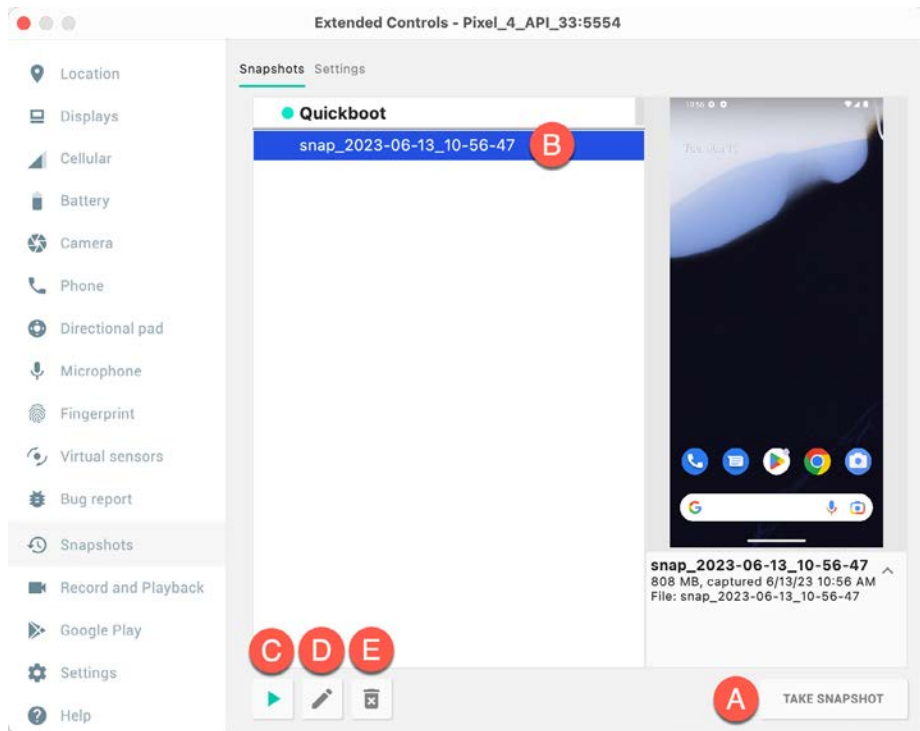 Extended Controls - Pixel_4_API_33:5554
Location
Displays
Cellular
Battery
Camera
Phone
Directional pad
Microphone
Fingerprint
Virtual sensors
Bug report
Snapshots
Record and Playback
Google Play
Settings
Help
Snapshots Settings
Quickboot
snap_2023-06-13_10-56-47 B
10:56
G
snap_2023-06-13_10-56-47
808 MB, captured 6/13/23 10:56 AM
File: snap_2023-06-13_10-56-47
C D E
A TAKE SNAPSHOT